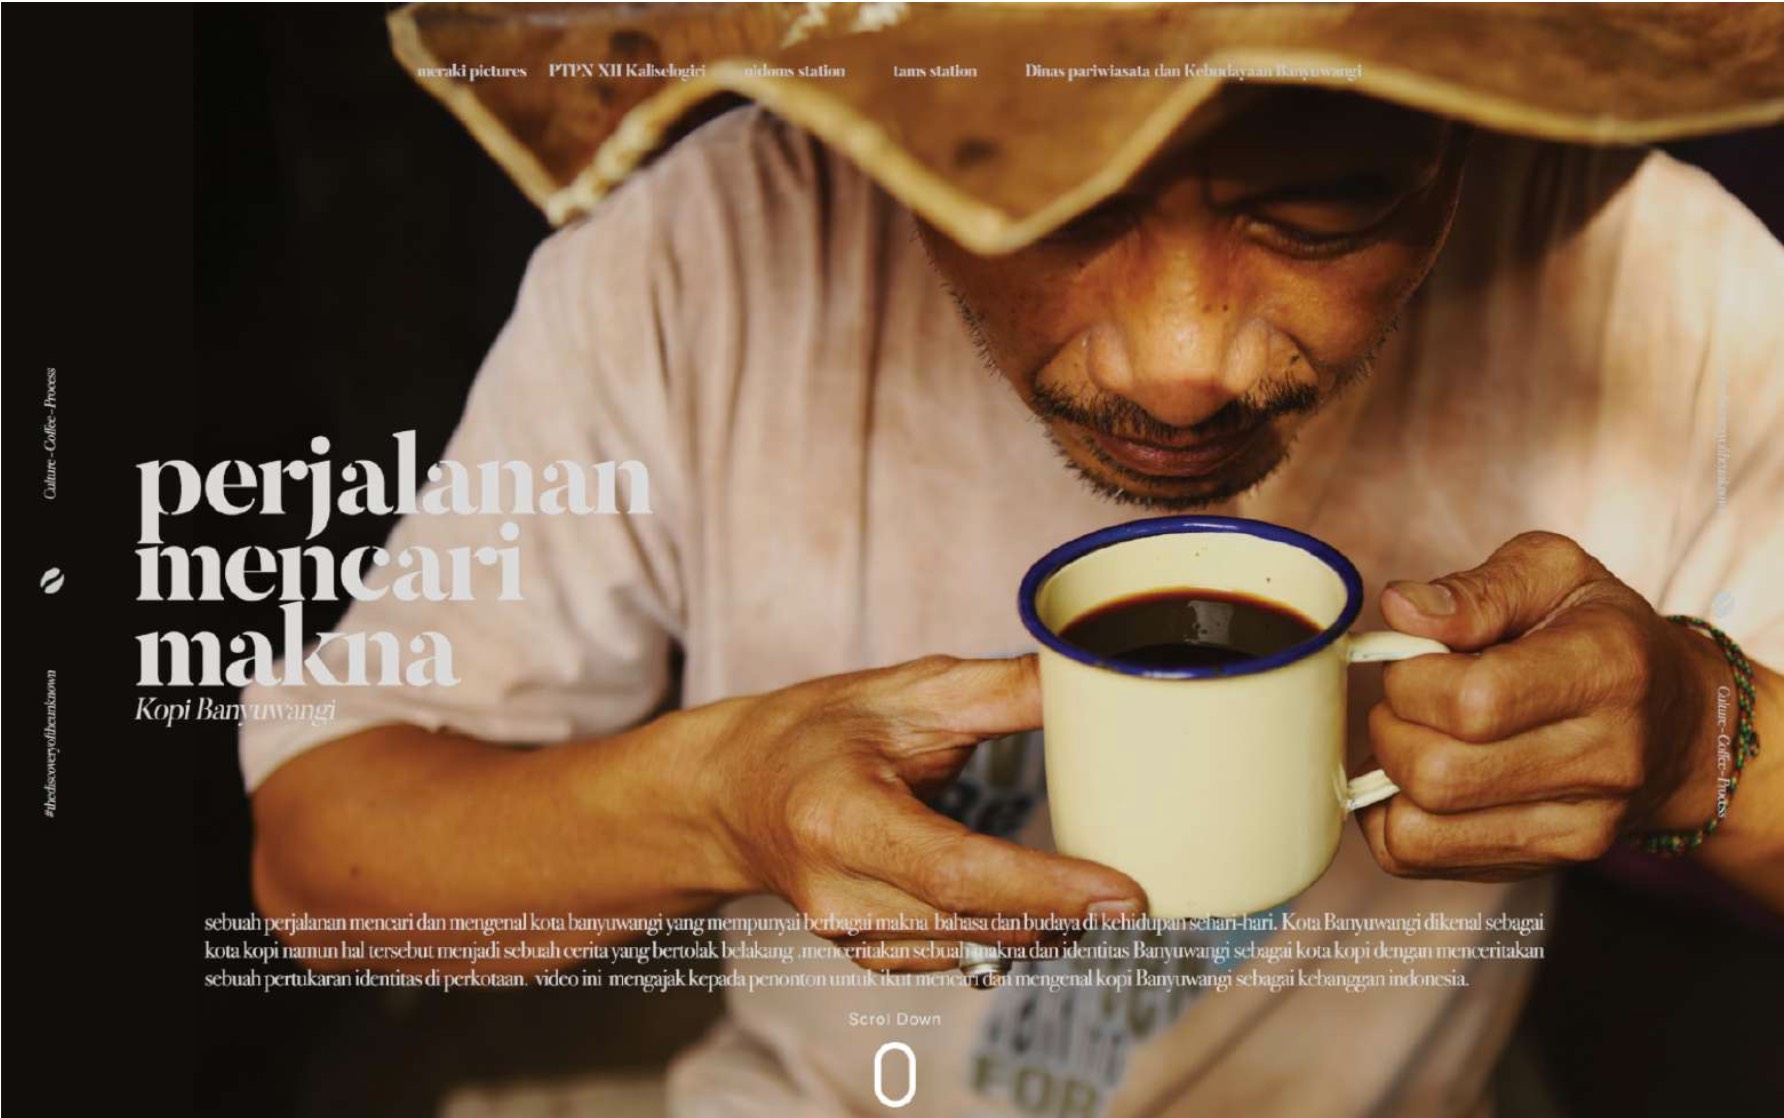 meraki pictures PTPN XII Kaliselogiri nidoms station tams station Dinas pariwiasata dan Kebudayaan Banyuwangi
Culture - Coffee - Process
#thediscoveryoftheunknown
perjalanan
mencari
makna
Kopi Banyuwangi
Culture - Coffee - Process
sebuah perjalanan mencari dan mengenal kota banyuwangi yang mempunyai berbagai makna bahasa dan budaya di kehidupan sehari-hari. Kota Banyuwangi dikenal sebagai
kota kopi namun hal tersebut menjadi sebuah cerita yang bertolak belakang .menceritakan sebuah makna dan identitas Banyuwangi sebagai kota kopi dengan menceritakan
sebuah pertukaran identitas di perkotaan. video ini mengajak kepada penonton untuk ikut mencari dan mengenal kopi Banyuwangi sebagai kebanggan indonesia.
Scrol Down
FOR